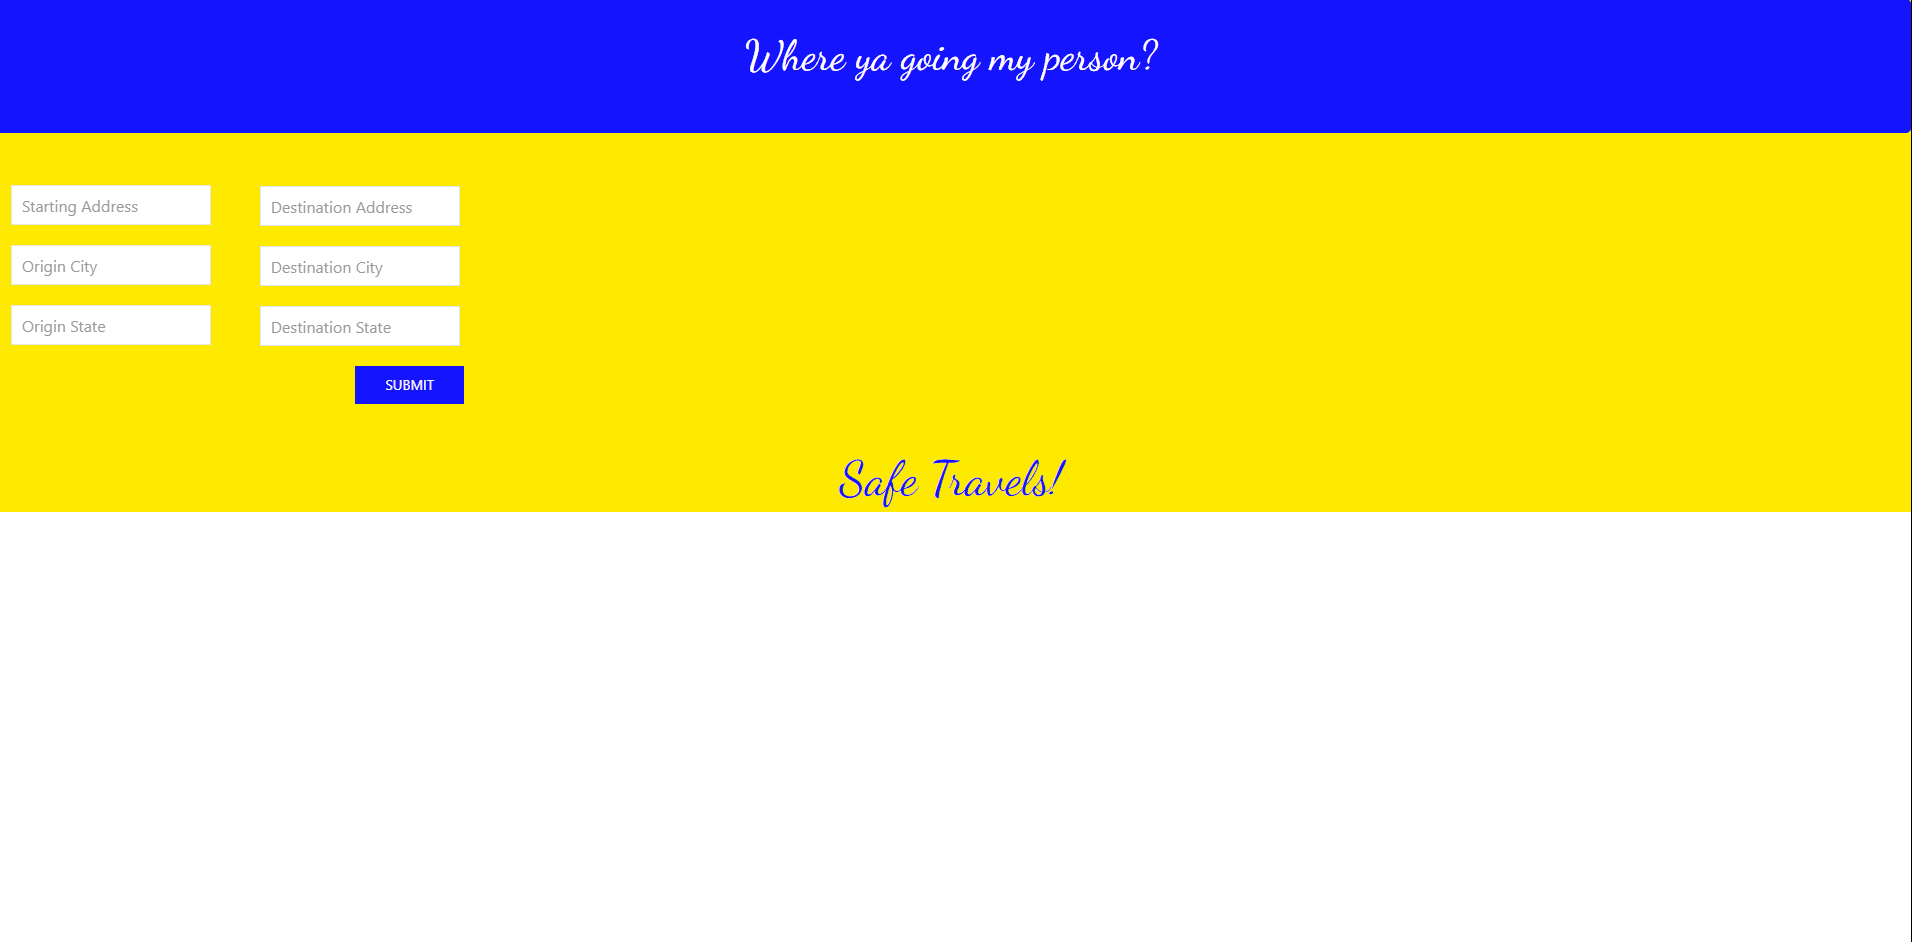 Where ya going my person?
Starting Address
Destination Address
Origin City
Destination City
Origin State
Destination State
SUBMIT
Safe Travels!